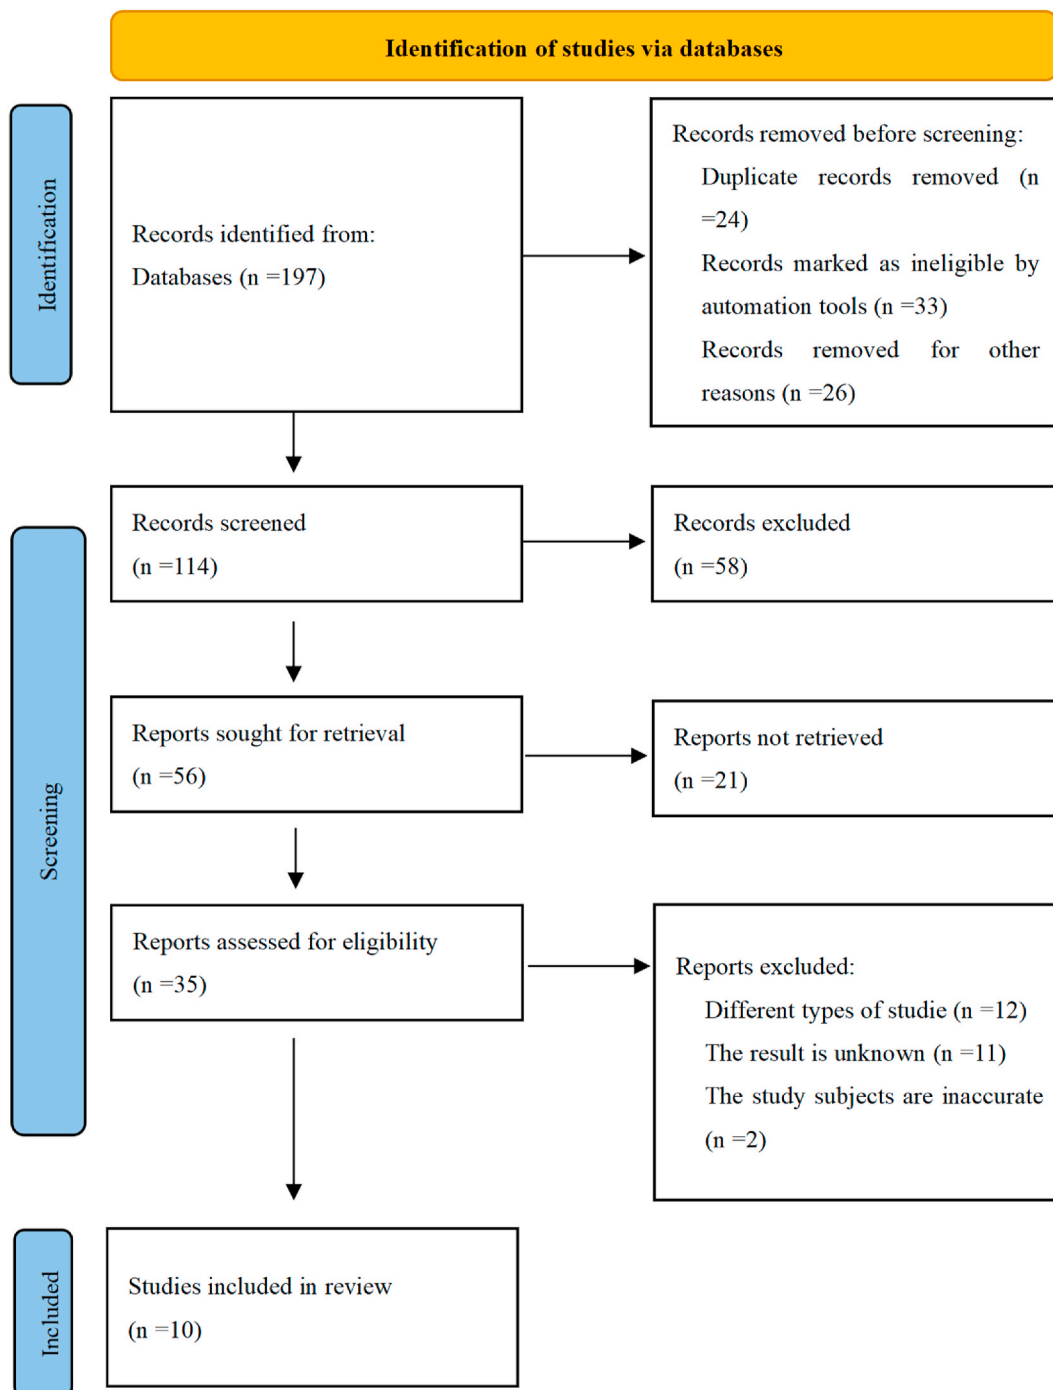 Identification of studies via databases
Identification
Records identified from:
Databases (n =197)
Records removed before screening:
Duplicate records removed (n
=24)
Records marked as ineligible by
automation tools (n =33)
Records removed for other
reasons (n =26)
Screening
Records screened
(n =114)
Records excluded
(n =58)
Reports sought for retrieval
(n =56)
Reports not retrieved
(n =21)
Reports assessed for eligibility
(n =35)
Reports excluded:
Different types of studie (n =12)
The result is unknown (n =11)
The study subjects are inaccurate
(n =2)
Included
Studies included in review
(n =10)